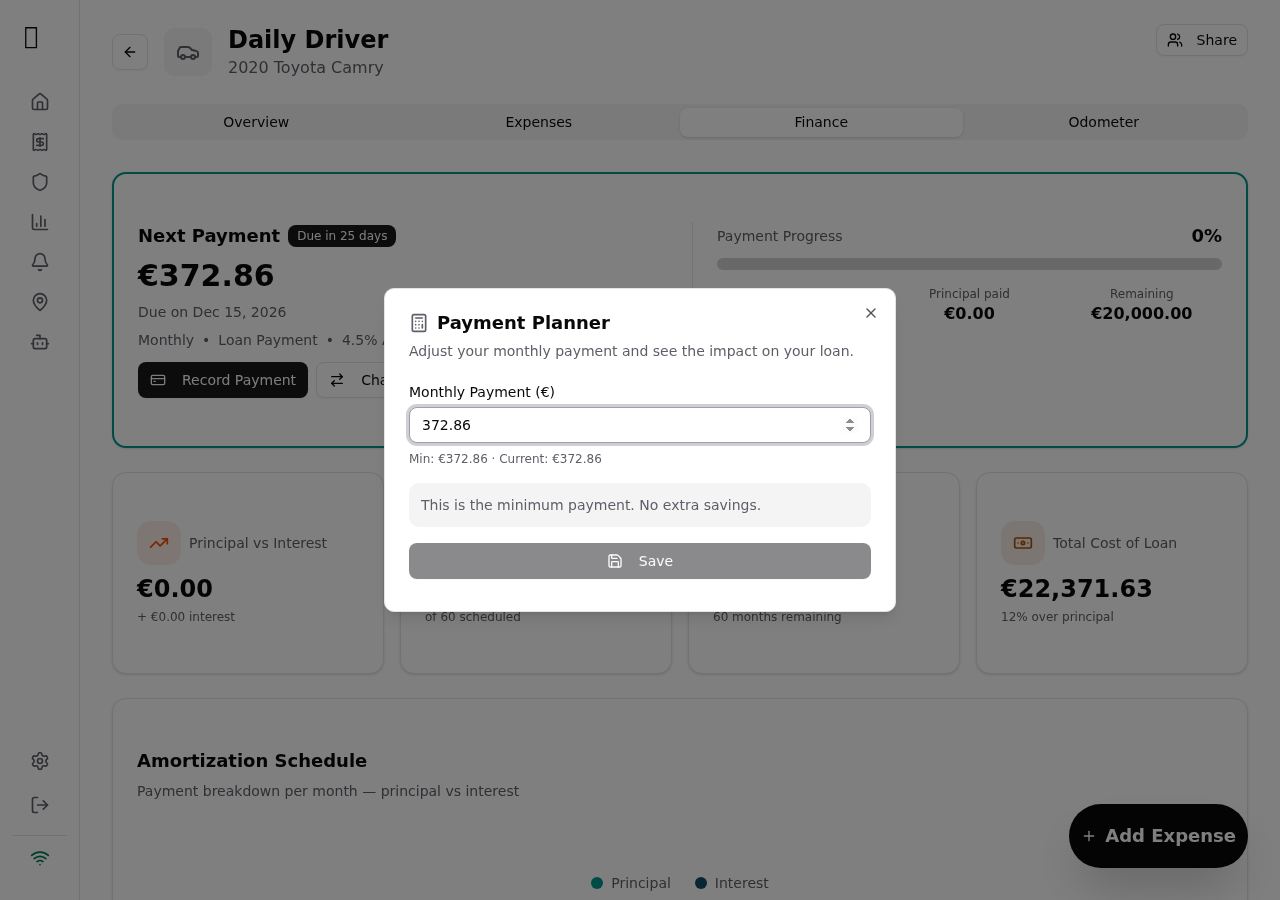 Daily Driver
2020 Toyota Camry
Share
Overview
Expenses
Finance
Odometer
Next Payment
Due in 25 days
€372.86
Due on Dec 15, 2026
Monthly • Loan Payment • 4.5%
Record Payment
Payment Progress
0%
Principal paid
€0.00
Remaining
€20,000.00
Payment Planner
Adjust your monthly payment and see the impact on your loan.
Monthly Payment (€)
372.86
Min: €372.86 · Current: €372.86
This is the minimum payment. No extra savings.
Save
Principal vs Interest
€0.00
+ €0.00 interest
of 60 scheduled
60 months remaining
Total Cost of Loan
€22,371.63
12% over principal
Amortization Schedule
Payment breakdown per month — principal vs interest
Principal
Interest
+ Add Expense